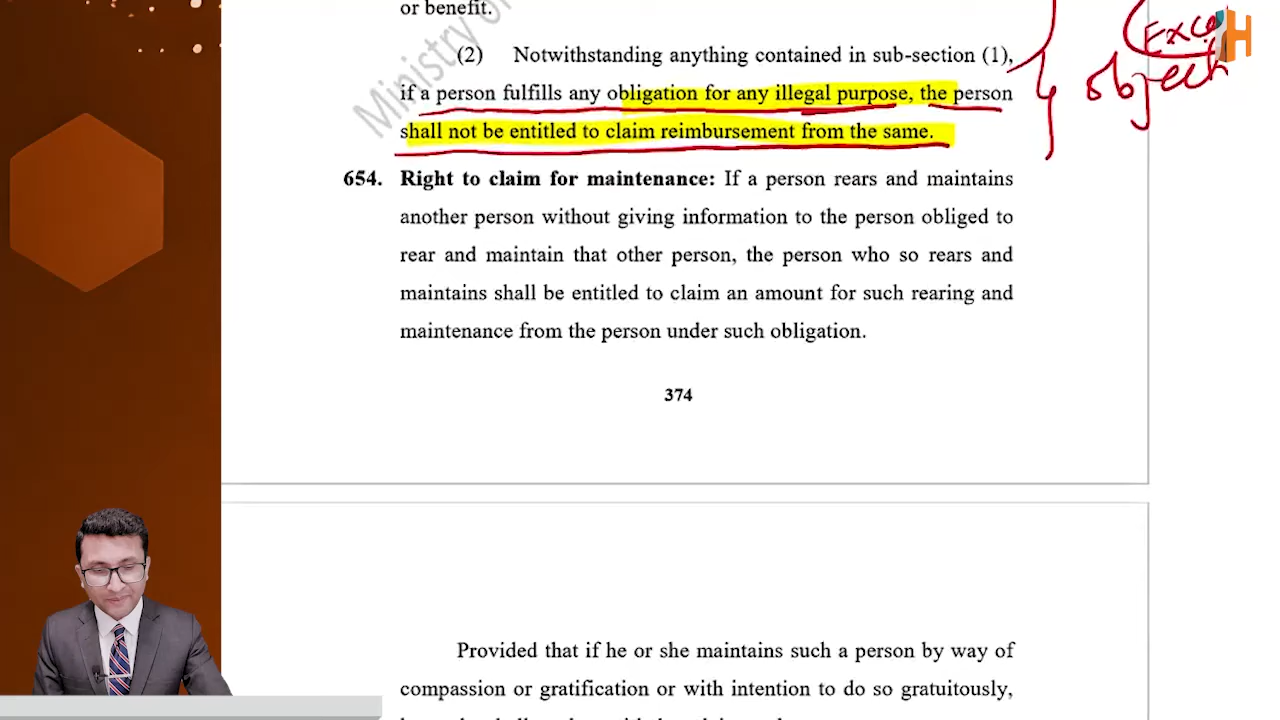 or benefit.
(2) Notwithstanding anything contained in sub-section (1),
if a person fulfills any obligation for any illegal purpose, the person
shall not be entitled to claim reimbursement from the same.
654. Right to claim for maintenance: If a person rears and maintains
another person without giving information to the person obliged to
rear and maintain that other person, the person who so rears and
maintains shall be entitled to claim an amount for such rearing and
maintenance from the person under such obligation.
374
Provided that if he or she maintains such a person by way of
compassion or gratification or with intention to do so gratuitously,
Ministry of
H